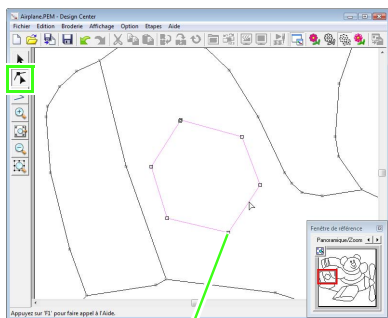 Airplane.PEM - Design Center
Fichier Edition Broderie Affichage Option Etapes Aide
Fenêtre de référence
Panoramique/Zoom
Appuyez sur 'F1' pour faire appel à l'Aide.